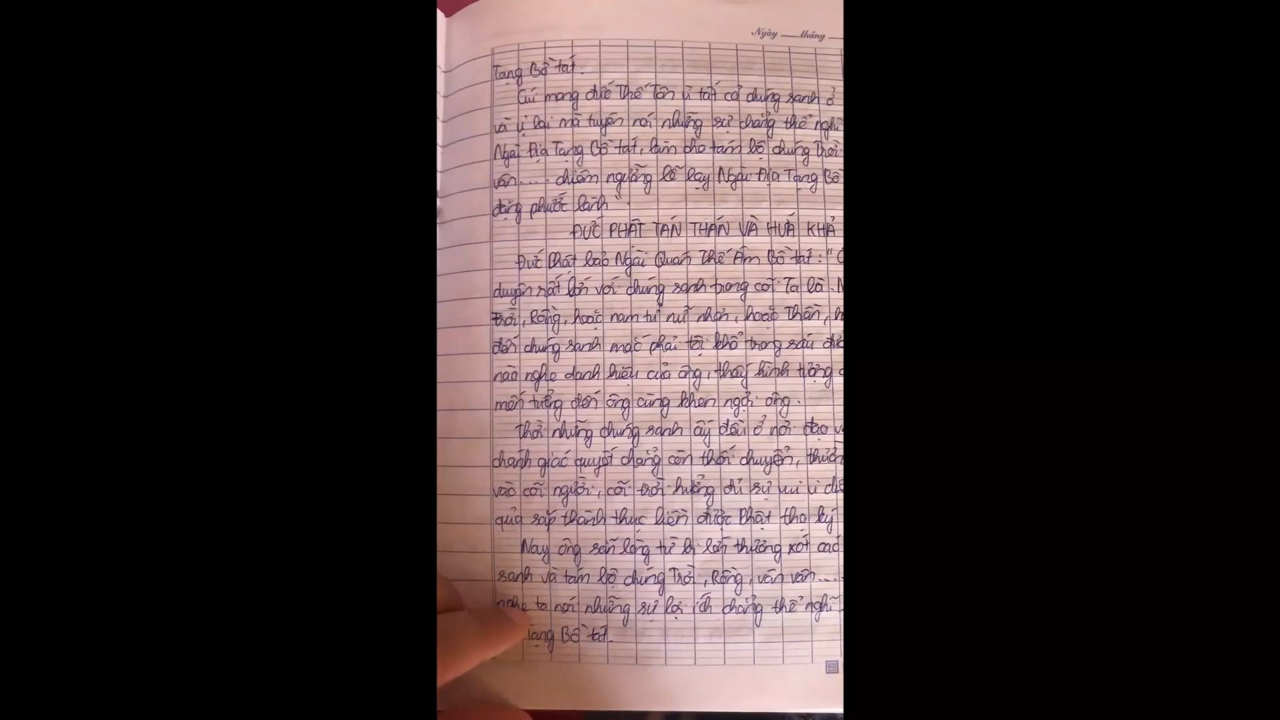 Ngày ........tháng .....
Tạng Bồ tát.
Cúi mong đức Thế Tôn vì tất cả chúng sanh ở
và vị lai mà tuyên nói những sự chẳng thể nghĩ
Ngài Địa Tạng Bồ tát, làm cho tám bộ chúng Trời
vân.... chiêm ngưỡng lễ lạy Ngài Địa Tạng Bồ
đặng phước lành".
ĐỨC PHẬT TÁN THÁN VÀ HỨA KHẢ
Đức Phật bảo Ngài Quan Thế Âm Bồ tát: "
duyên rất lớn với chúng sanh trong cõi Ta bà. N
trời, Rồng, hoặc nam tử nữ nhơn, hoặc Thần, h
đến chúng sanh mắc phải tội khổ trong sáu
nào nghe danh hiệu của ông, thấy hình tượng
mến tưởng đến ông cùng khen ngợi ông.
Thời những chúng sanh ấy đều ở nơi đạo v
chánh giác quyết chẳng còn thối chuyển, thườn
vào cõi người, cõi trời hưởng đủ sự vui vi diệ
quả sắp thành thục liền được Phật thọ ký
Nay ông sẵn lòng từ bi lớn thương xót các
sanh và tám bộ chúng Trời, Rồng, vân vân....
nghe ta nói những sự lợi ích chẳng thể nghĩ
Tạng Bồ tát.